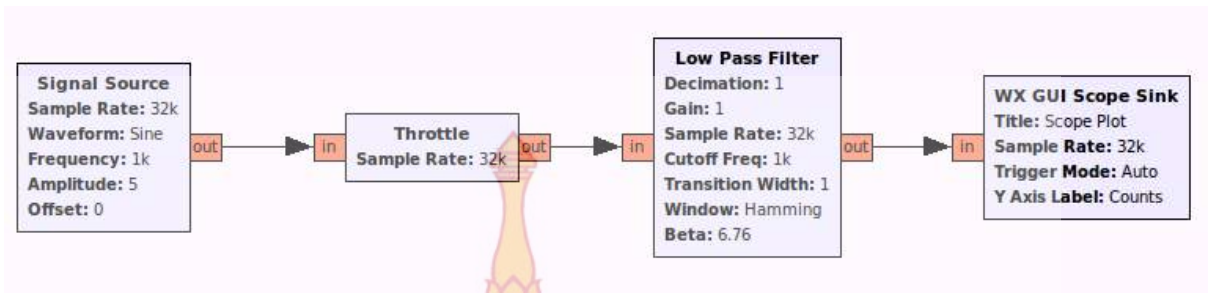 Signal Source
Sample Rate: 32k
Waveform: Sine
Frequency: 1k
Amplitude: 5
Offset: 0
out
in
Throttle
Sample Rate: 32k
out
in
Low Pass Filter
Decimation: 1
Gain: 1
Sample Rate: 32k
Cutoff Freq: 1k
Transition Width: 1
Window: Hamming
Beta: 6.76
out
in
WX GUI Scope Sink
Title: Scope Plot
Sample Rate: 32k
Trigger Mode: Auto
Y Axis Label: Counts